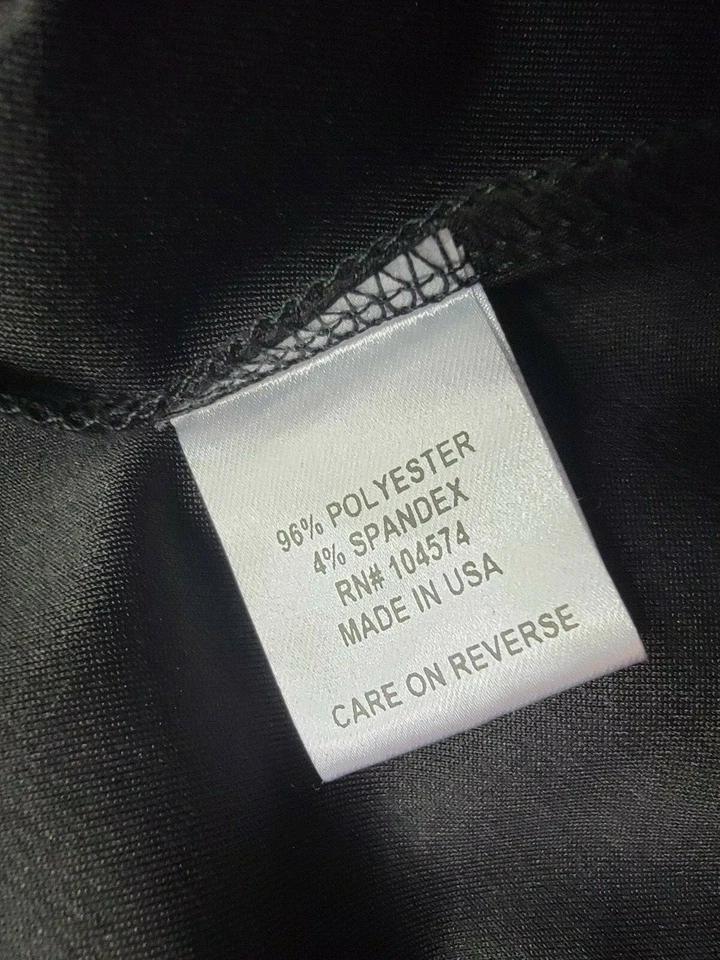 96% POLYESTER
4% SPANDEX
RN# 104574
MADE IN USA
CARE ON REVERSE